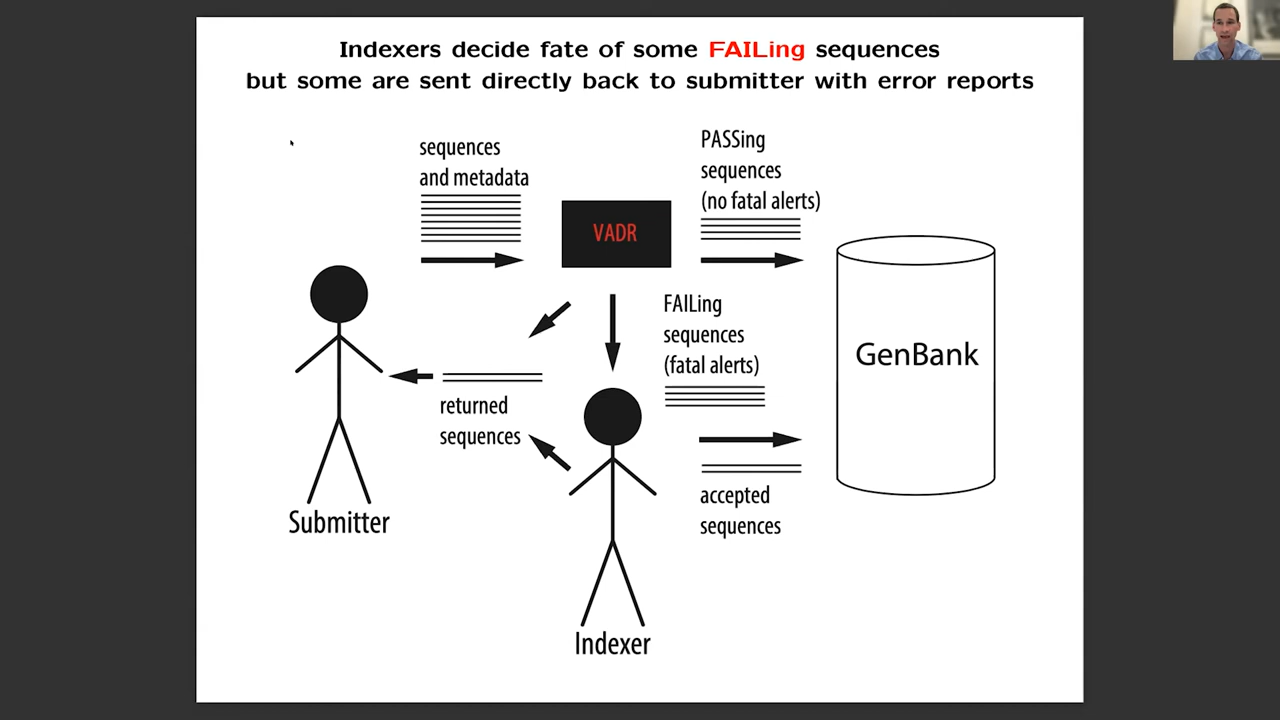 Indexers decide fate of some FAILing sequences
but some are sent directly back to submitter with error reports
sequences
and metadata
VADR
PASSing
sequences
(no fatal alerts)
FAILing
sequences
(fatal alerts)
GenBank
returned
sequences
accepted
sequences
Submitter
Indexer